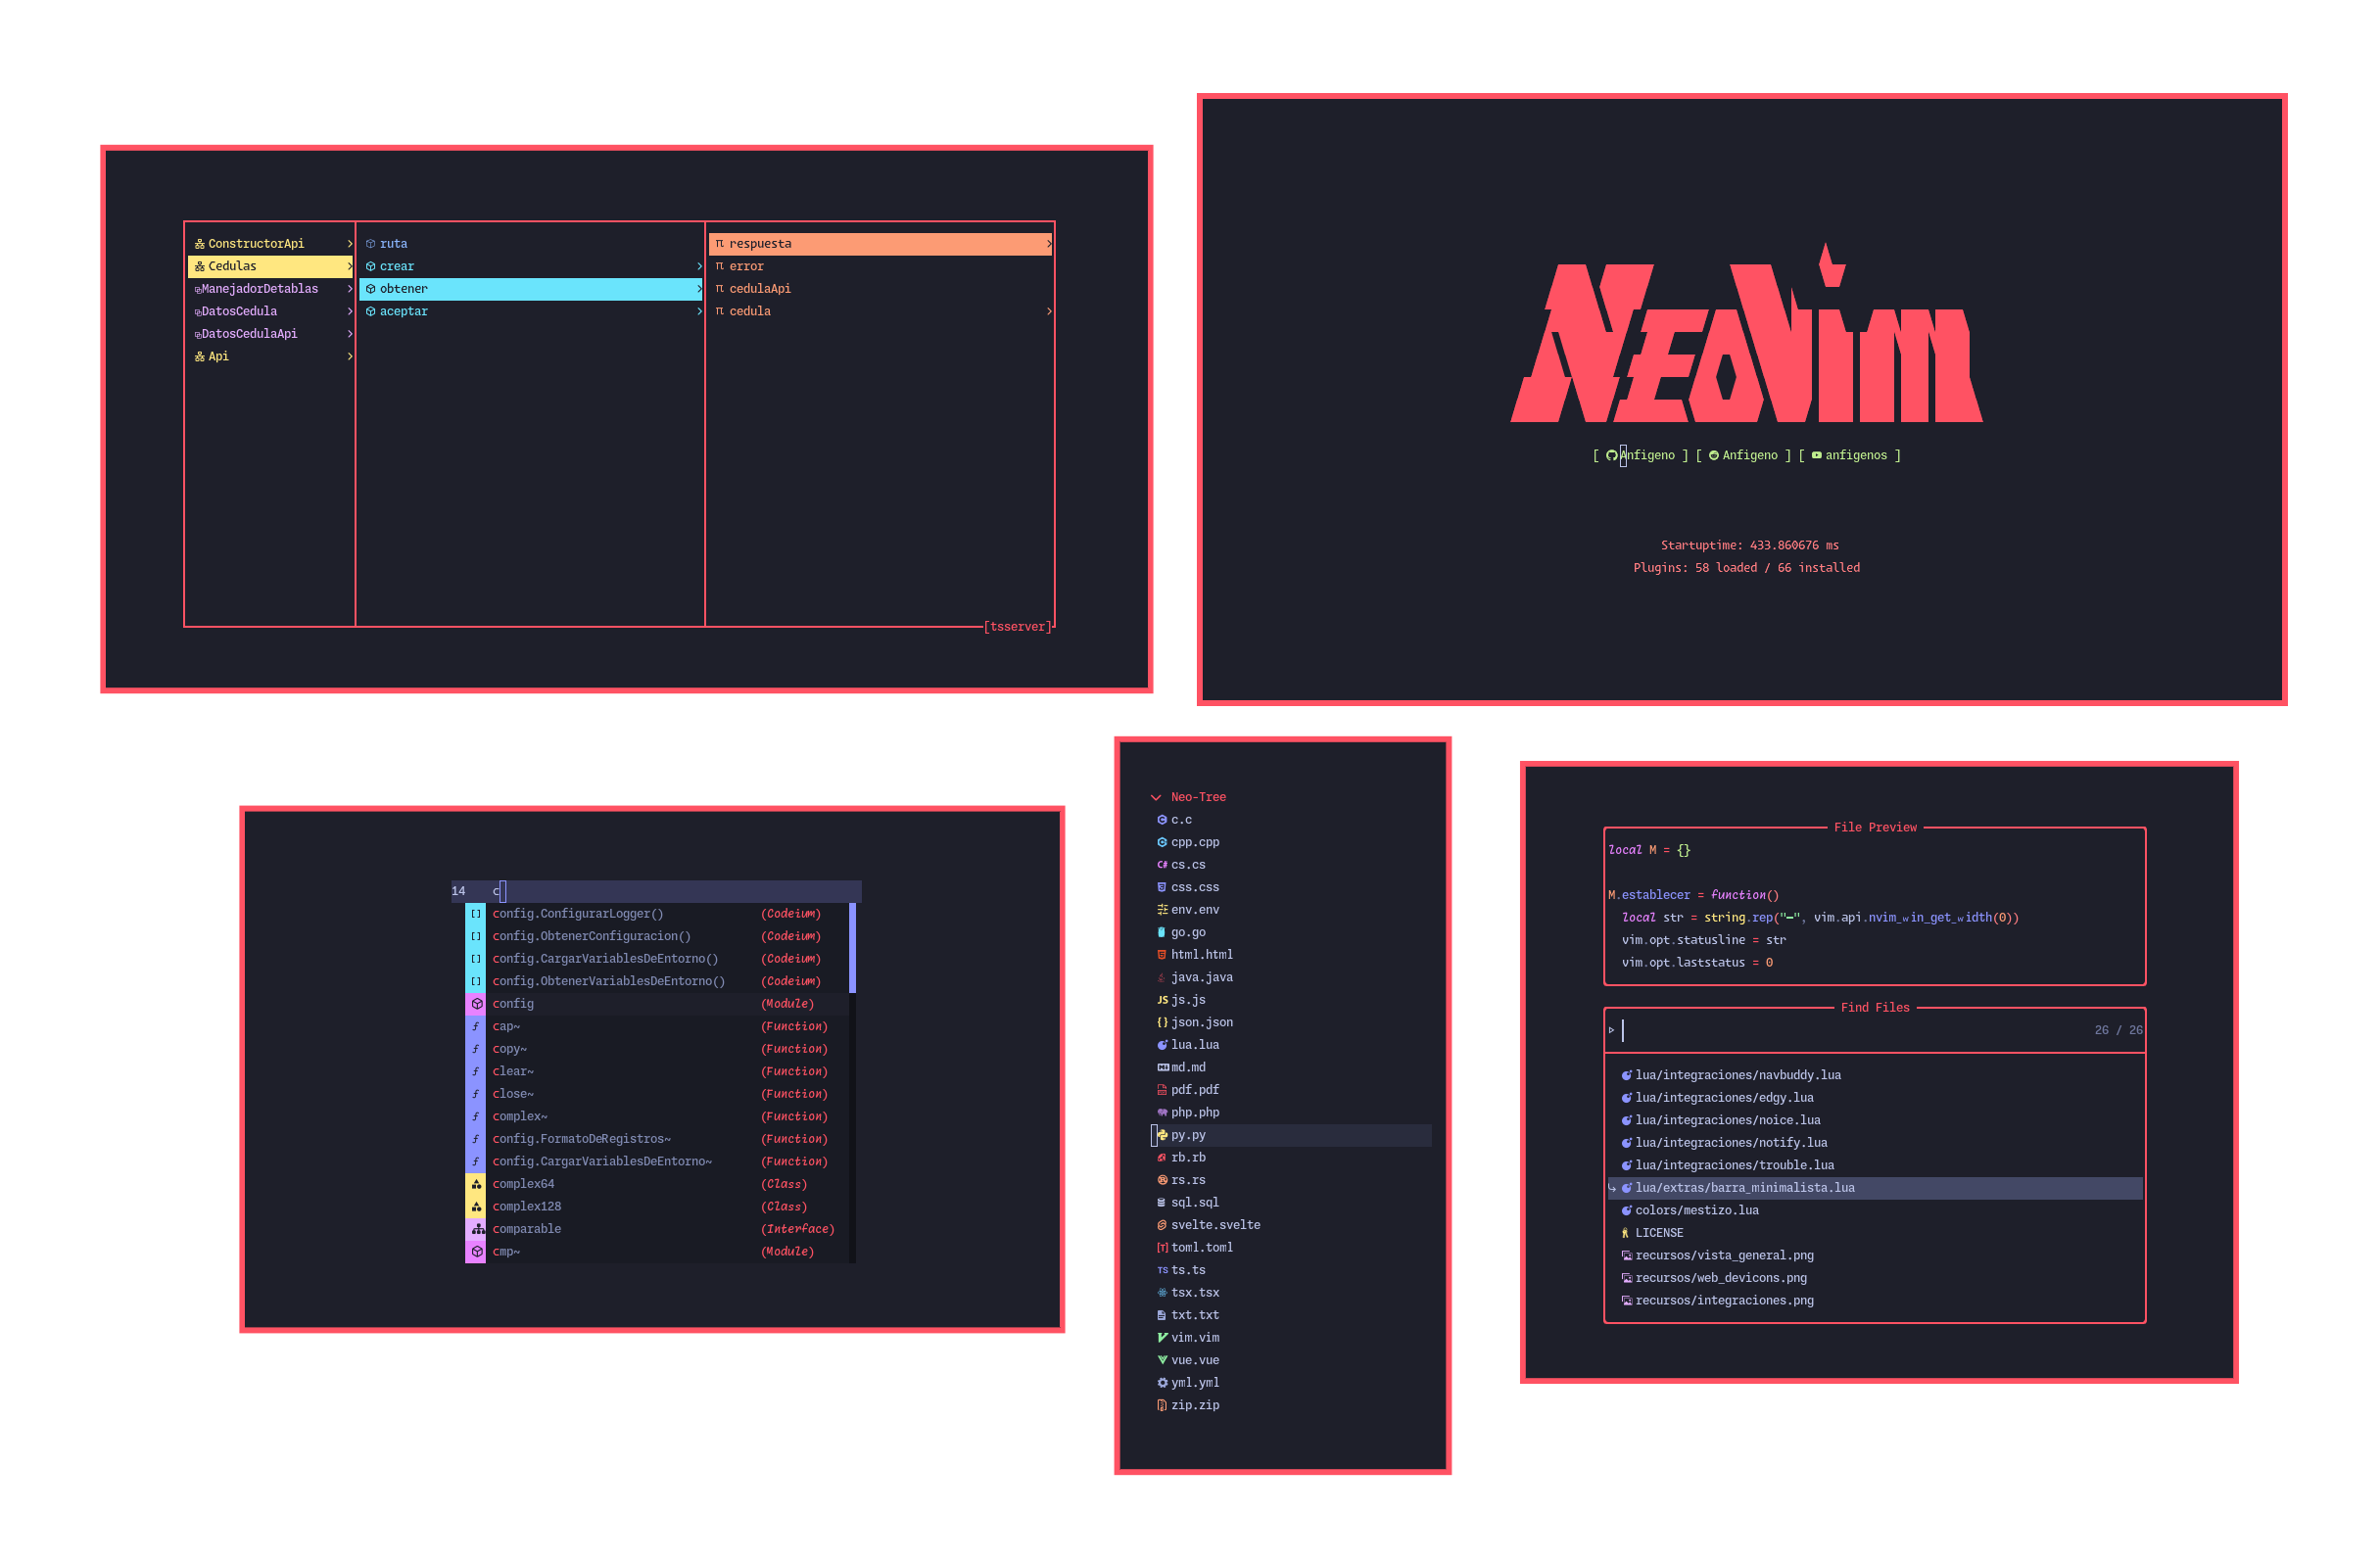 ConstructorApi
Cedulas
ManejadorDetablas
DatosCedula
DatosCedulaApi
Api
ruta
crear
obtener
aceptar
respuesta
error
cedulaApi
cedula
[tsserver]
NeoVim
[ Anfigeno ] [ Anfigeno ] [ anfigenos ]
Startuptime: 433.860676 ms
Plugins: 58 loaded / 66 installed
14 c
[] config.ConfigurarLogger() (Codeium)
[] config.ObtenerConfiguracion() (Codeium)
[] config.CargarVariablesDeEntorno() (Codeium)
[] config.ObtenerVariablesDeEntorno() (Codeium)
config (Module)
f cap~ (Function)
f copy~ (Function)
f clear~ (Function)
f close~ (Function)
f complex~ (Function)
f config.FormatoDeRegistros~ (Function)
f config.CargarVariablesDeEntorno~ (Function)
complex64 (Class)
complex128 (Class)
comparable (Interface)
cmp~ (Module)
Neo-Tree
c.c
cpp.cpp
C# cs.cs
css.css
env.env
go.go
html.html
java.java
JS js.js
{} json.json
lua.lua
md.md
pdf.pdf
php.php
py.py
rb.rb
rs.rs
sql.sql
svelte.svelte
[T] toml.toml
TS ts.ts
tsx.tsx
txt.txt
vim.vim
vue.vue
yml.yml
zip.zip
File Preview
local M = {}
M.establecer = function()
local str = string.rep("—", vim.api.nvim_win_get_width(0))
vim.opt.statusline = str
vim.opt.laststatus = 0
Find Files
26 / 26
lua/integraciones/navbuddy.lua
lua/integraciones/edgy.lua
lua/integraciones/noice.lua
lua/integraciones/notify.lua
lua/integraciones/trouble.lua
lua/extras/barra_minimalista.lua
colors/mestizo.lua
LICENSE
recursos/vista_general.png
recursos/web_devicons.png
recursos/integraciones.png